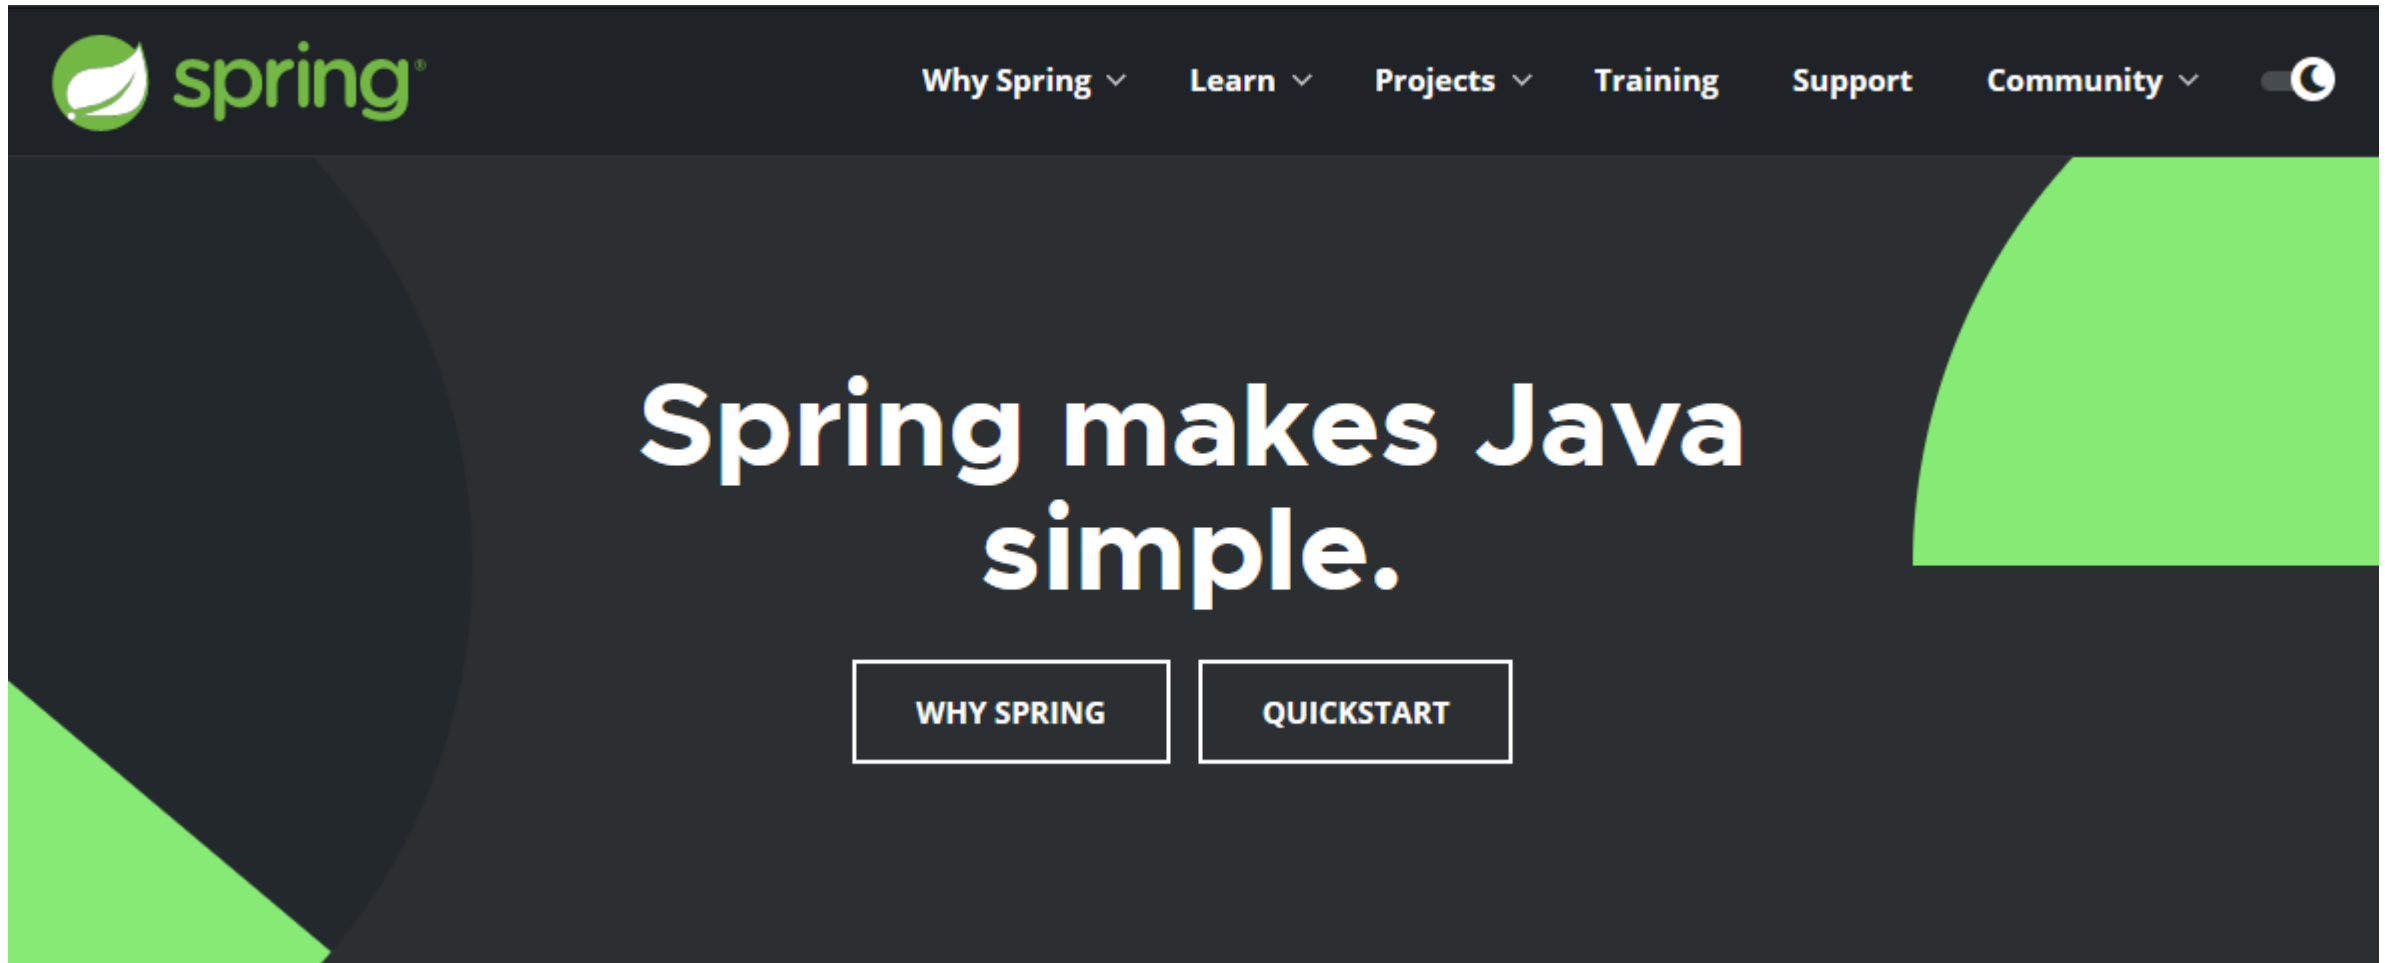 spring®
Why Spring
Learn
Projects
Training
Support
Community
Spring makes Java
simple.
WHY SPRING
QUICKSTART